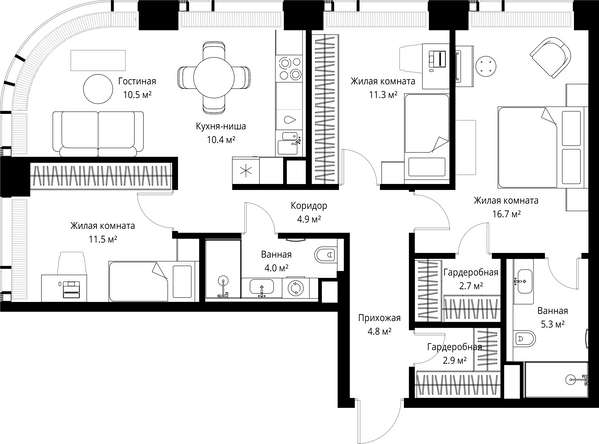 Гостиная
10.5 м²
Кухня-ниша
10.4 м²
Жилая комната
11.3 м²
Жилая комната
16.7 м²
Коридор
4.9 м²
Жилая комната
11.5 м²
Ванная
4.0 м²
Гардеробная
2.7 м²
Ванная
5.3 м²
Прихожая
4.8 м²
Гардеробная
2.9 м²